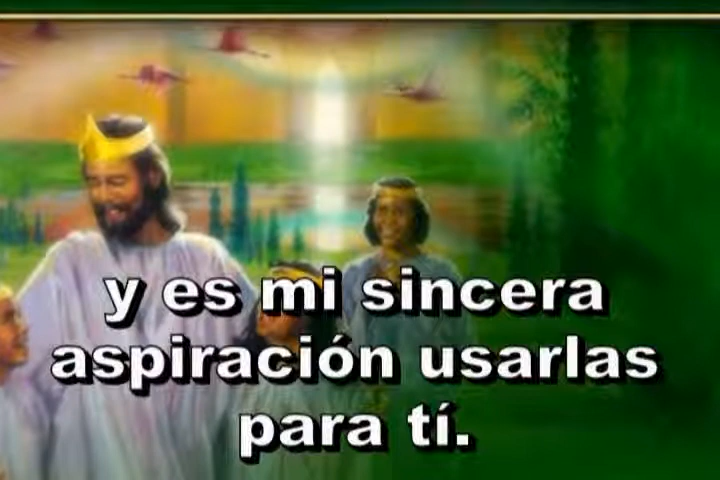 y es mi sincera
aspiración usarlas
para tí.